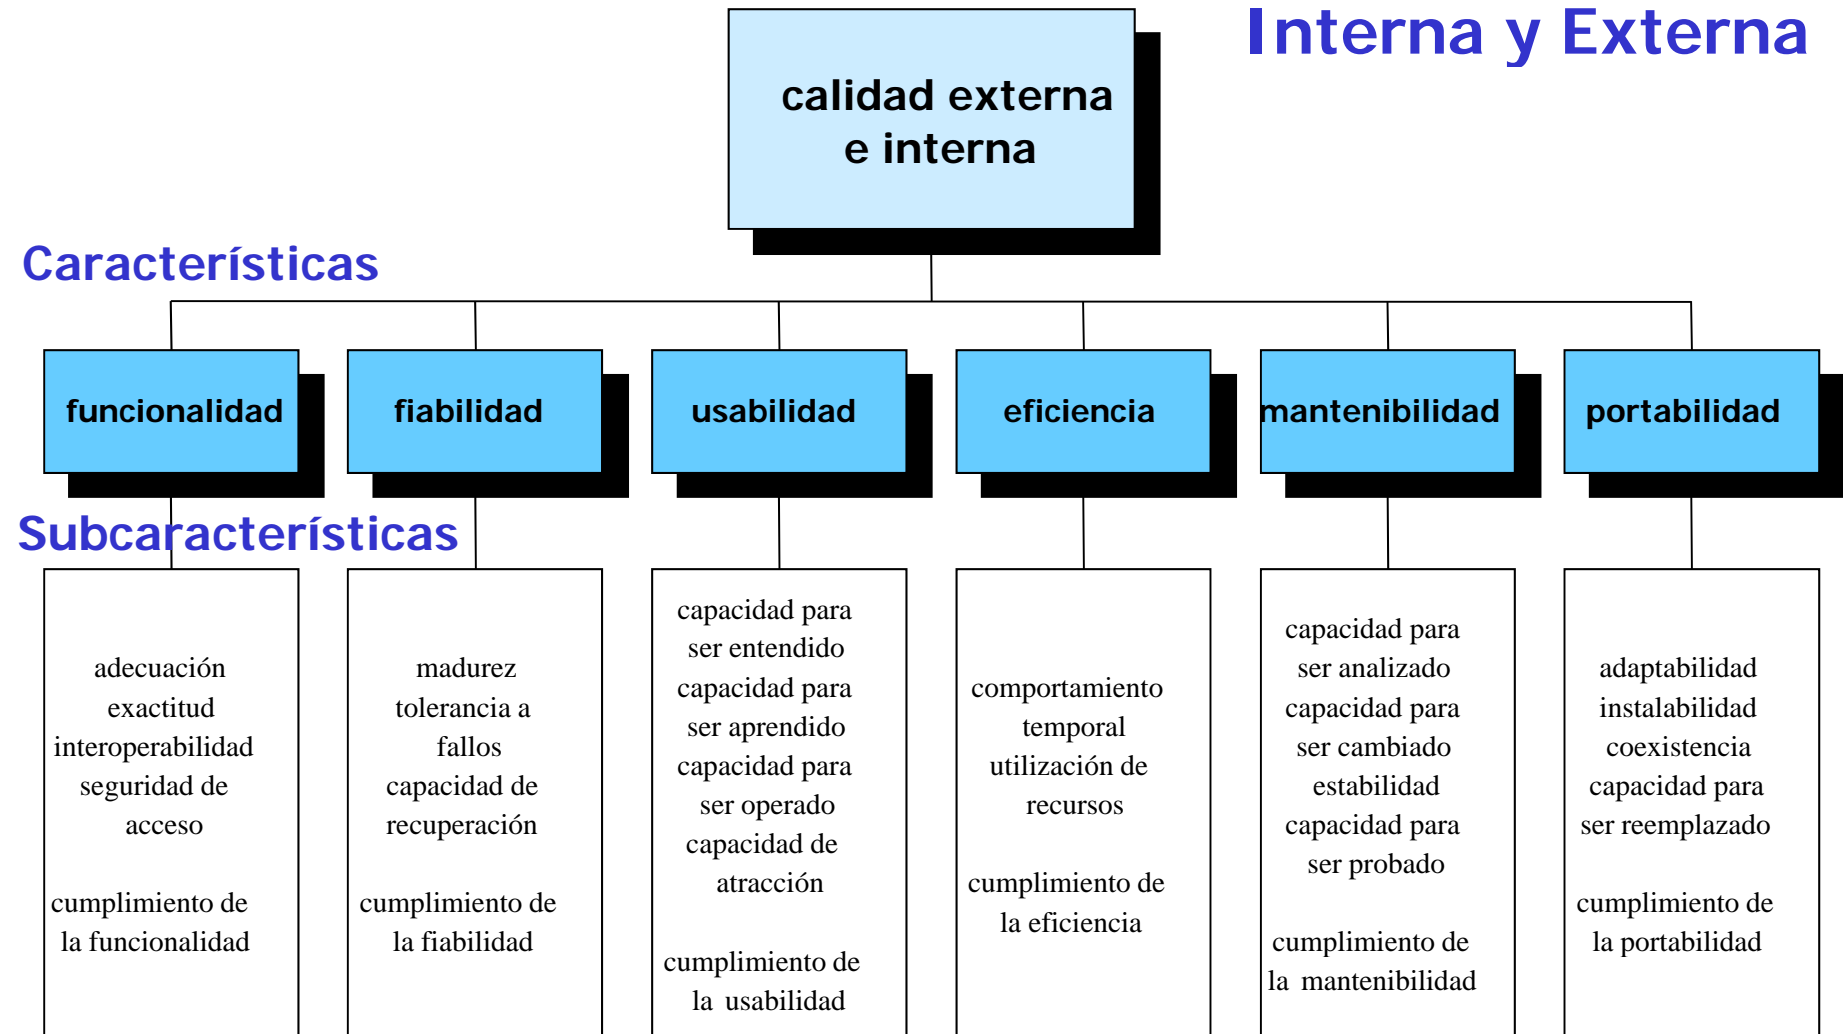 Interna y Externa
calidad externa
e interna
Características
funcionalidad
fiabilidad
usabilidad
eficiencia
mantenibilidad
portabilidad
Subcaracterísticas
adecuación
exactitud
interoperabilidad
seguridad de
acceso
cumplimiento de
la funcionalidad
madurez
tolerancia a
fallos
capacidad de
recuperación
cumplimiento de
la fiabilidad
capacidad para
ser entendido
capacidad para
ser aprendido
capacidad para
ser operado
capacidad de
atracción
cumplimiento de
la usabilidad
comportamiento
temporal
utilización de
recursos
cumplimiento de
la eficiencia
capacidad para
ser analizado
capacidad para
ser cambiado
estabilidad
capacidad para
ser probado
cumplimiento de
la mantenibilidad
adaptabilidad
instalabilidad
coexistencia
capacidad para
ser reemplazado
cumplimiento de
la portabilidad